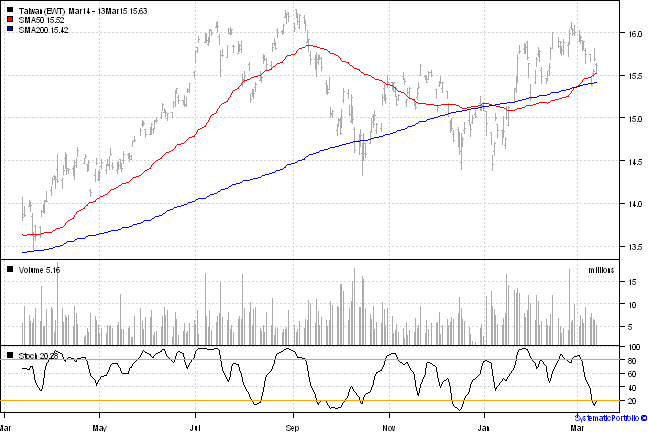 Taiwan (EWT) Mar14 - 13Mar15 15.63
SMA50 15.52
SMA200 15.42
16.0
15.5
15.0
14.5
14.0
13.5
Volume 5.16
millions
15
10
5
Stoch 20.28
100
80
60
40
20
Mar
May
Jul
Sep
Nov
Jan
Mar
SystematicPortfolio ©